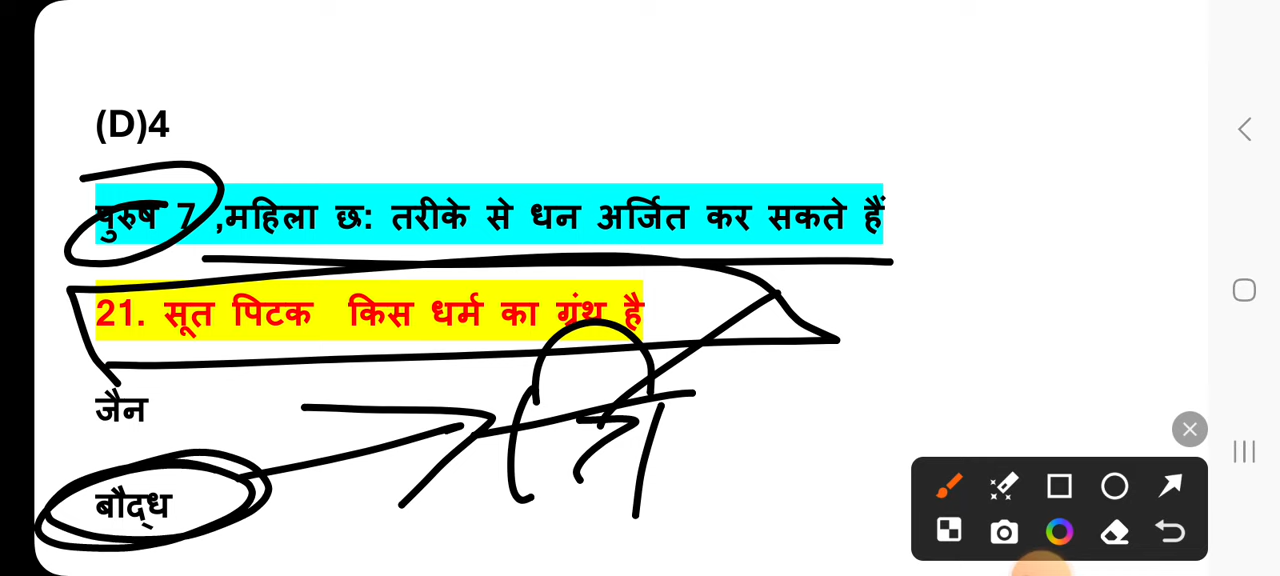 (D)4
पुरुष 7 ,महिला छ: तरीके से धन अर्जित कर सकते हैं
21. सूत पिटक किस धर्म का ग्रंथ है
जैन
बौद्ध